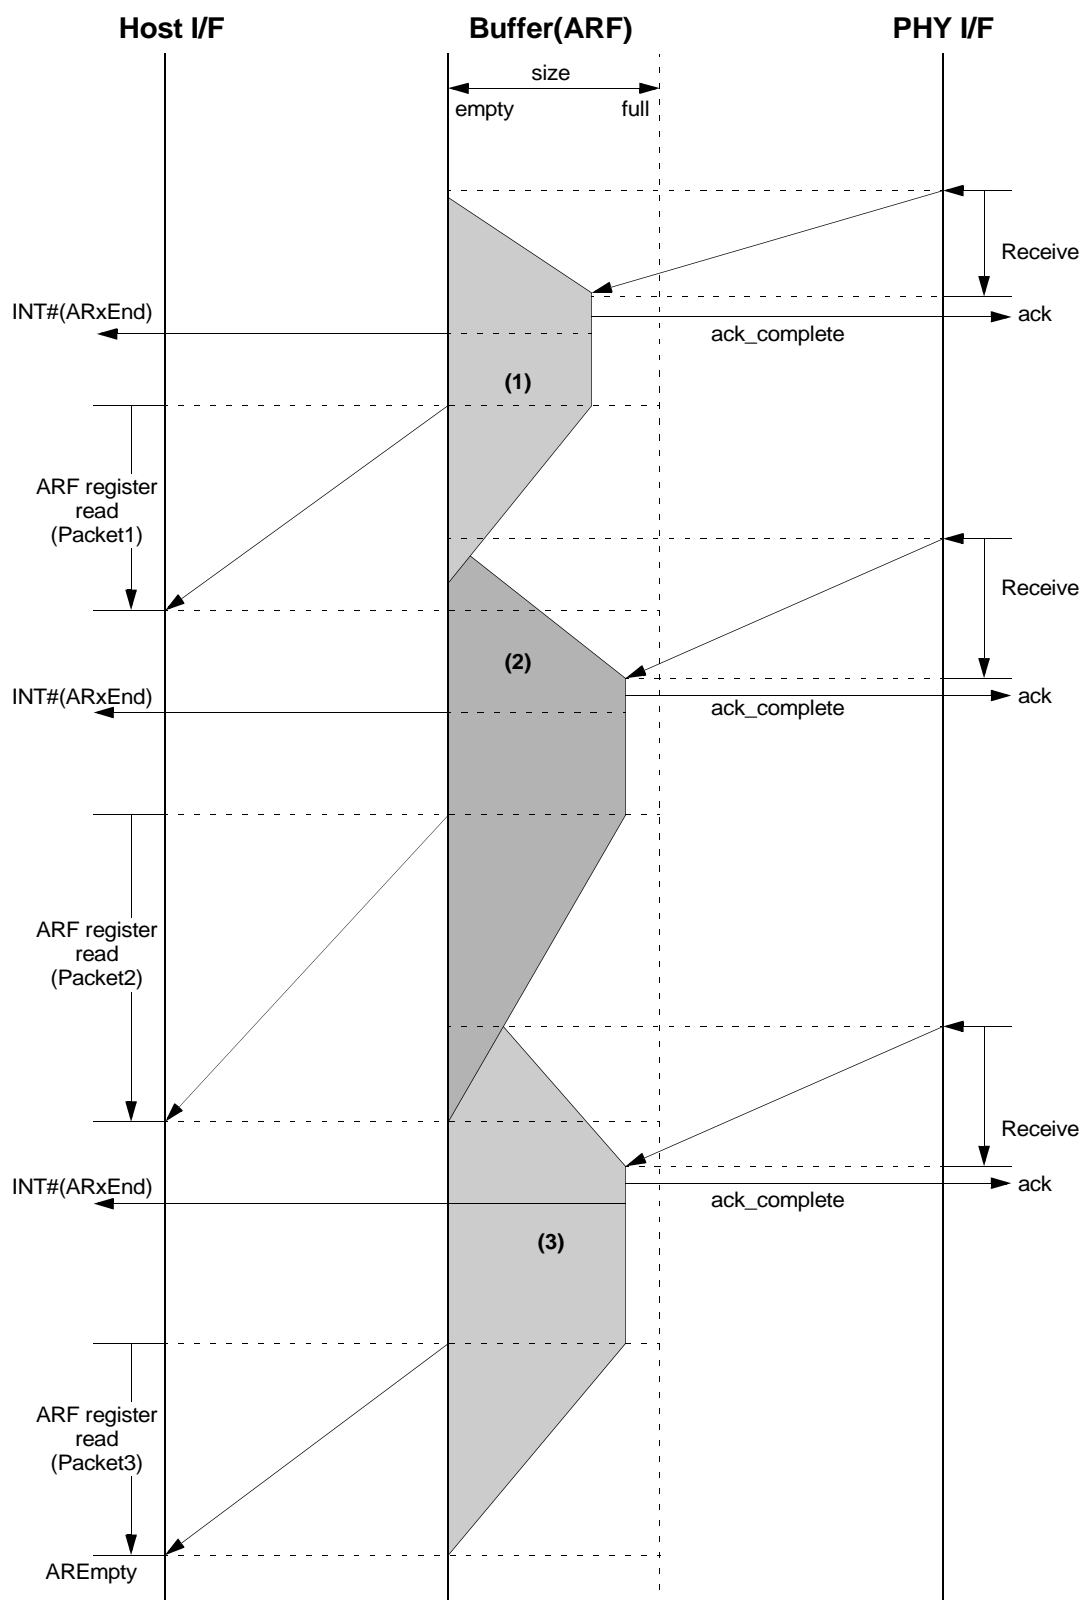 Host I/F
Buffer(ARF)
PHY I/F
size
empty
full
Receive
INT#(ARxEnd)
ack
ack_complete
(1)
ARF register
read
(Packet1)
Receive
(2)
INT#(ARxEnd)
ack
ack_complete
ARF register
read
(Packet2)
Receive
INT#(ARxEnd)
ack
ack_complete
(3)
ARF register
read
(Packet3)
AREmpty